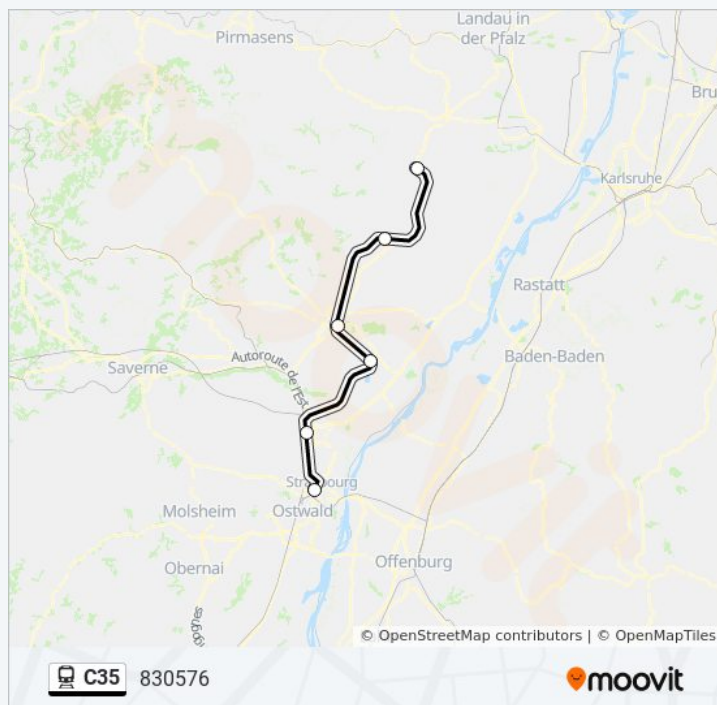 Landau in
der Pfalz
Pirmasens
Bru
Karlsruhe
Rastatt
Baden-Baden
Autoroute de l'Est
Saverne
Strasbourg
Molsheim
Ostwald
Offenburg
Obernai
© OpenStreetMap contributors | © OpenMapTiles
C35 830576
moovit